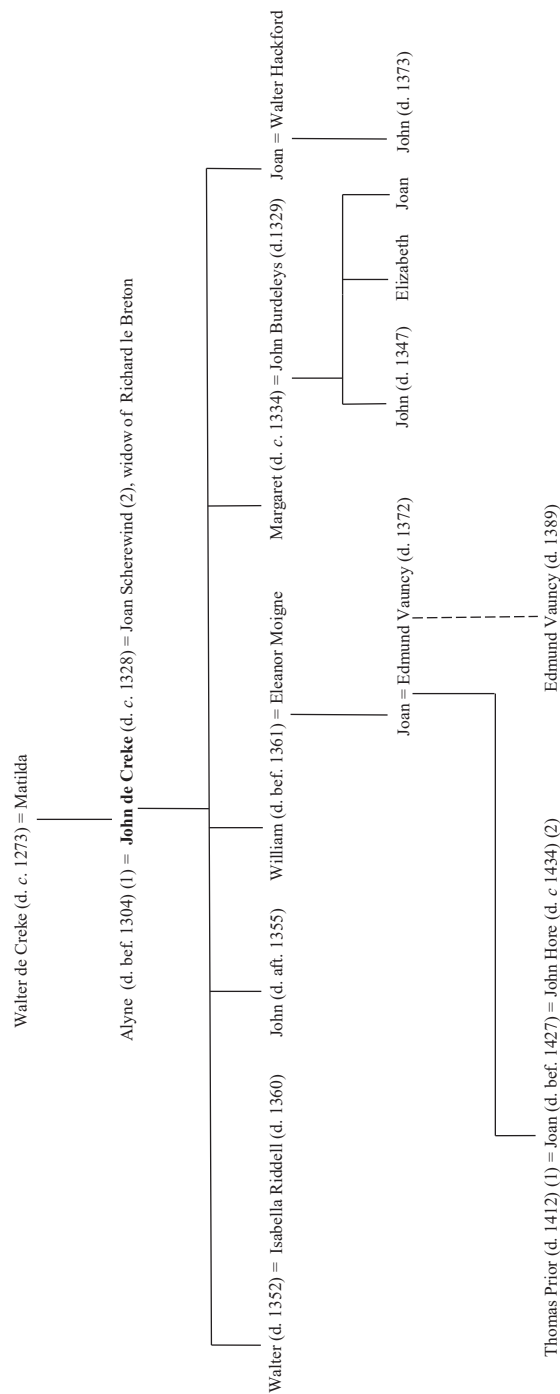 Walter de Creke (d. c. 1273) = Matilda
Alyne (d. bef. 1304) (1) = John de Creke (d. c. 1328) = Joan Scherewind (2), widow of Richard le Breton
Walter (d. 1352) = Isabella Riddell (d. 1360) John (d. aft. 1355) William (d. bef. 1361) = Eleanor Moigne Margaret (d. c. 1334) = John Burdeleys (d.1329) Joan = Walter Hackford
Joan = Edmund Vauncy (d. 1372) John (d. 1347) Elizabeth Joan John (d. 1373)
Thomas Prior (d. 1412) (1) = Joan (d. bef. 1427) = John Hore (d. c 1434) (2) Edmund Vauncy (d. 1389)